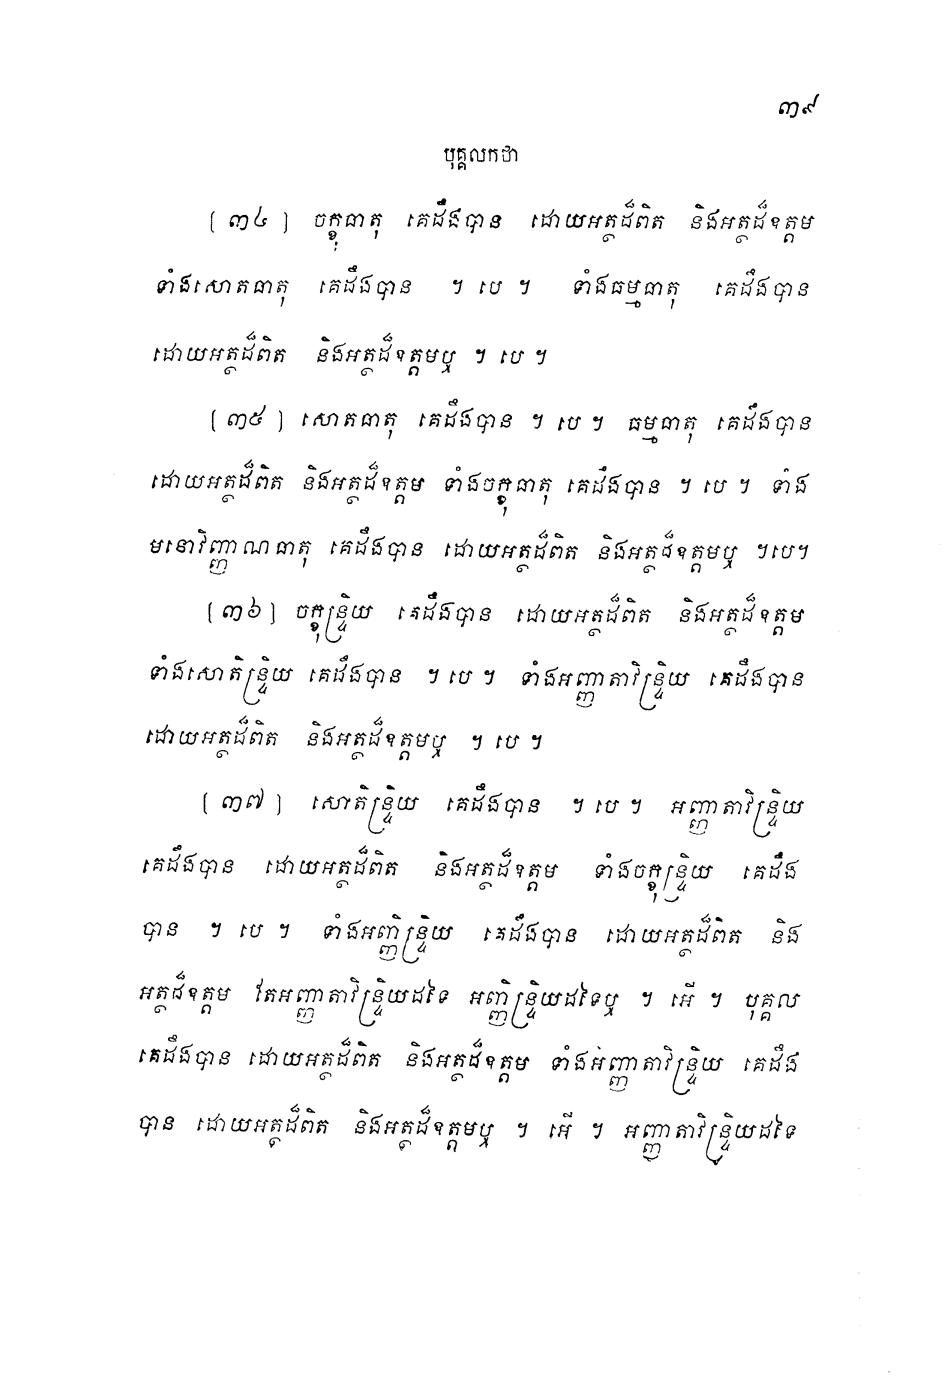 ៣៩
បុគ្គលកថា
[ ៣៤ ] ចក្ខុធាតុ គេដឹងបាន ដោយអត្ថដ៏ពិត និងអត្ថដ៏ឧត្តម
ទាំងសោតធាតុ គេដឹងបាន ។ បេ ។ ទាំងធម្មធាតុ គេដឹងបាន
ដោយអត្ថដ៏ពិត និងអត្ថដ៏ឧត្តមឬ ។ បេ ។
[ ៣៥ ] សោតធាតុ គេដឹងបាន ។ បេ ។ ធម្មធាតុ គេដឹងបាន
ដោយអត្ថដ៏ពិត និងអត្ថដ៏ឧត្តម ទាំងចក្ខុធាតុ គេដឹងបាន ។ បេ ។ ទាំង
មនោវិញ្ញាណធាតុ គេដឹងបាន ដោយអត្ថដ៏ពិត និងអត្ថដ៏ឧត្តមឬ ។បេ។
[ ៣៦ ] ចក្ខុន្ទ្រិយ គេដឹងបាន ដោយអត្ថដ៏ពិត និងអត្ថដ៏ឧត្តម
ទាំងសោតិន្ទ្រិយ គេដឹងបាន ។ បេ ។ ទាំងអញ្ញាតាវិន្ទ្រិយ គេដឹងបាន
ដោយអត្ថដ៏ពិត និងអត្ថដ៏ឧត្តមឬ ។ បេ ។
[ ៣៧ ] សោតិន្ទ្រិយ គេដឹងបាន ។ បេ ។ អញ្ញាតាវិន្ទ្រិយ
គេដឹងបាន ដោយអត្ថដ៏ពិត និងអត្ថដ៏ឧត្តម ទាំងចក្ខុន្ទ្រិយ គេដឹង
បាន ។ បេ ។ ទាំងអញ្ញិន្ទ្រិយ គេដឹងបាន ដោយអត្ថដ៏ពិត និង
អត្ថដ៏ឧត្តម តែអញ្ញាតាវិន្ទ្រិយដទៃ អញ្ញិន្ទ្រិយដទៃឬ ។ អើ ។ បុគ្គល
គេដឹងបាន ដោយអត្ថដ៏ពិត និងអត្ថដ៏ឧត្តម ទាំងអញ្ញាតាវិន្ទ្រិយ គេដឹង
បាន ដោយអត្ថដ៏ពិត និងអត្ថដ៏ឧត្តមឬ ។ អើ ។ អញ្ញាតាវិន្ទ្រិយដទៃ